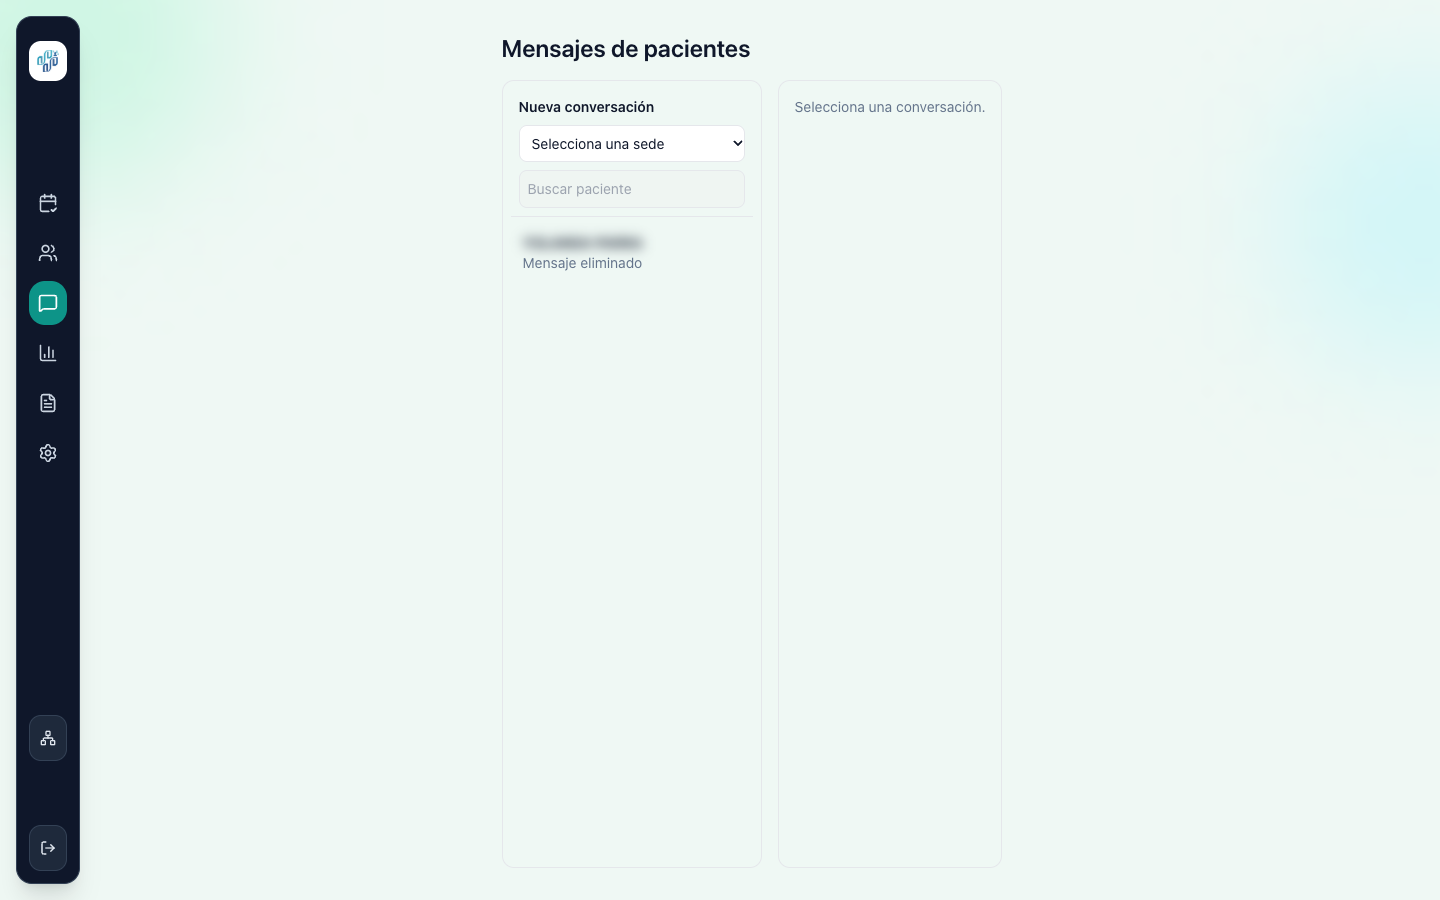 Mensajes de pacientes
Nueva conversación
Selecciona una sede
Buscar paciente
Mensaje eliminado
Selecciona una conversación.